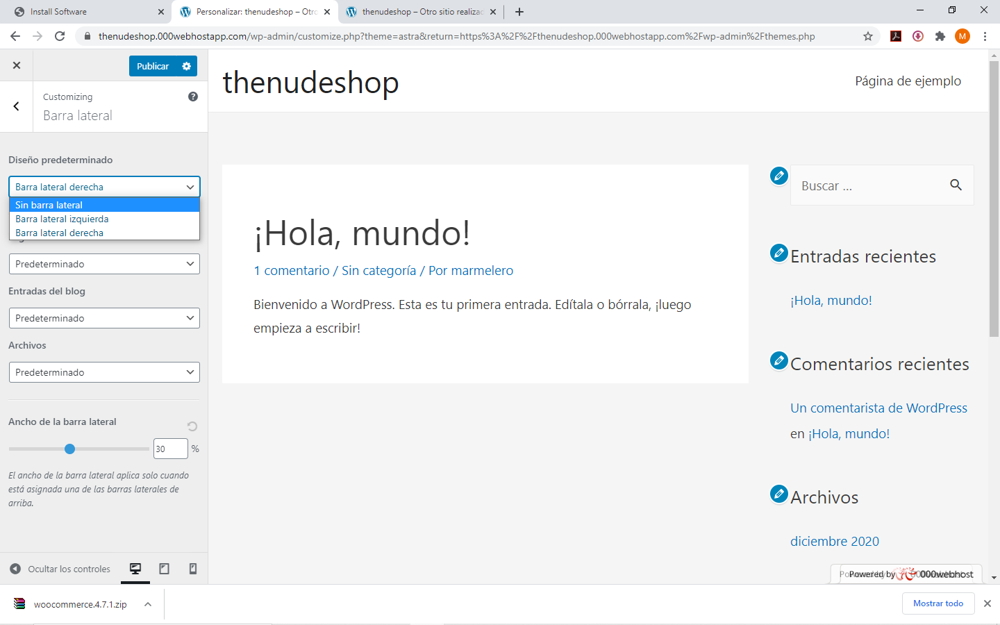 Install Software
Personalizar: thenudeshop – Otro
thenudeshop – Otro sitio realizad
thenudeshop.000webhostapp.com/wp-admin/customize.php?theme=astra&return=https%3A%2F%2Fthenudeshop.000webhostapp.com%2Fwp-admin%2Fthemes.php
M
Publicar
Customizing
Barra lateral
Diseño predeterminado
Barra lateral derecha
Sin barra lateral
Barra lateral izquierda
Barra lateral derecha
Predeterminado
Entradas del blog
Predeterminado
Archivos
Predeterminado
Ancho de la barra lateral
30 %
El ancho de la barra lateral aplica solo cuando
está asignada una de las barras laterales de
arriba.
Ocultar los controles
thenudeshop
Página de ejemplo
¡Hola, mundo!
1 comentario / Sin categoría / Por marmelero
Bienvenido a WordPress. Esta es tu primera entrada. Edítala o bórrala, ¡luego
empieza a escribir!
Buscar ...
Entradas recientes
¡Hola, mundo!
Comentarios recientes
Un comentarista de WordPress
en ¡Hola, mundo!
Archivos
diciembre 2020
Powered by 000webhost
woocommerce.4.7.1.zip
Mostrar todo